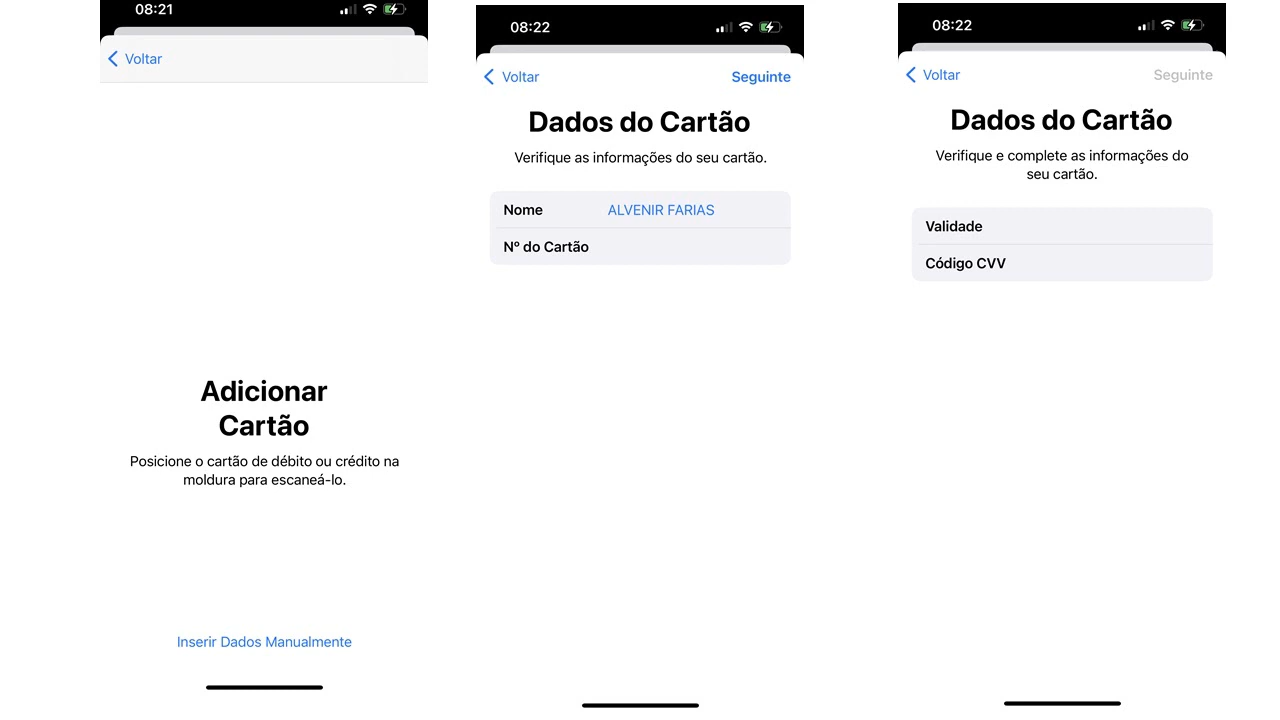 08:21
Voltar
Adicionar
Cartão
Posicione o cartão de débito ou crédito na
moldura para escaneá-lo.
Inserir Dados Manualmente
08:22
Voltar
Seguinte
Dados do Cartão
Verifique as informações do seu cartão.
Nome ALVENIR FARIAS
Nº do Cartão
08:22
Voltar
Seguinte
Dados do Cartão
Verifique e complete as informações do
seu cartão.
Validade
Código CVV